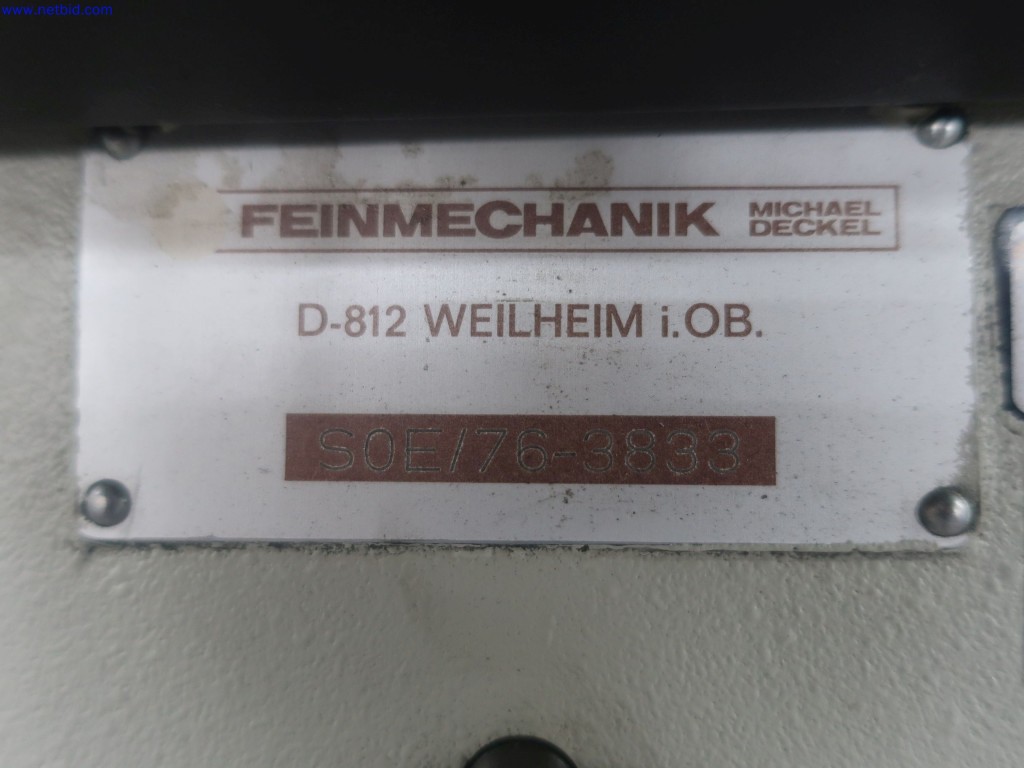 www.netbid.com
FEINMECHANIK MICHAEL DECKEL
D-812 WEILHEIM i.OB.
S0E/76-3833